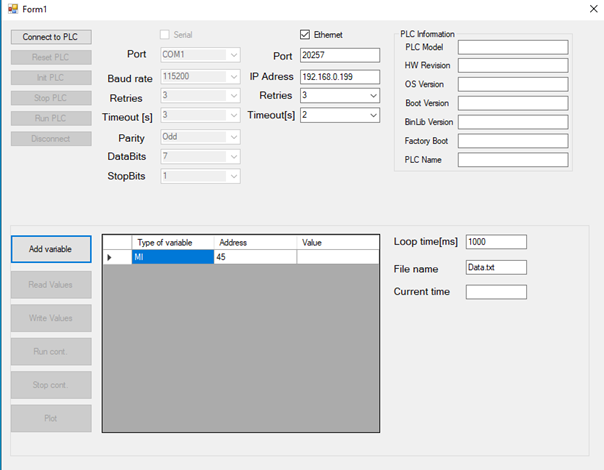 Form1
Connect to PLC
Reset PLC
Init PLC
Stop PLC
Run PLC
Disconnect
Serial
Port COM1
Baud rate 115200
Retries 3
Timeout [s] 3
Parity Odd
DataBits 7
StopBits 1
Ethernet
Port 20257
IP Adress 192.168.0.199
Retries 3
Timeout[s] 2
PLC Information
PLC Model
HW Revision
OS Version
Boot Version
BinLib Version
Factory Boot
PLC Name
Add variable
Read Values
Write Values
Run cont.
Stop cont.
Plot
Type of variable Address Value
MI 45
Loop time[ms] 1000
File name Data.txt
Current time